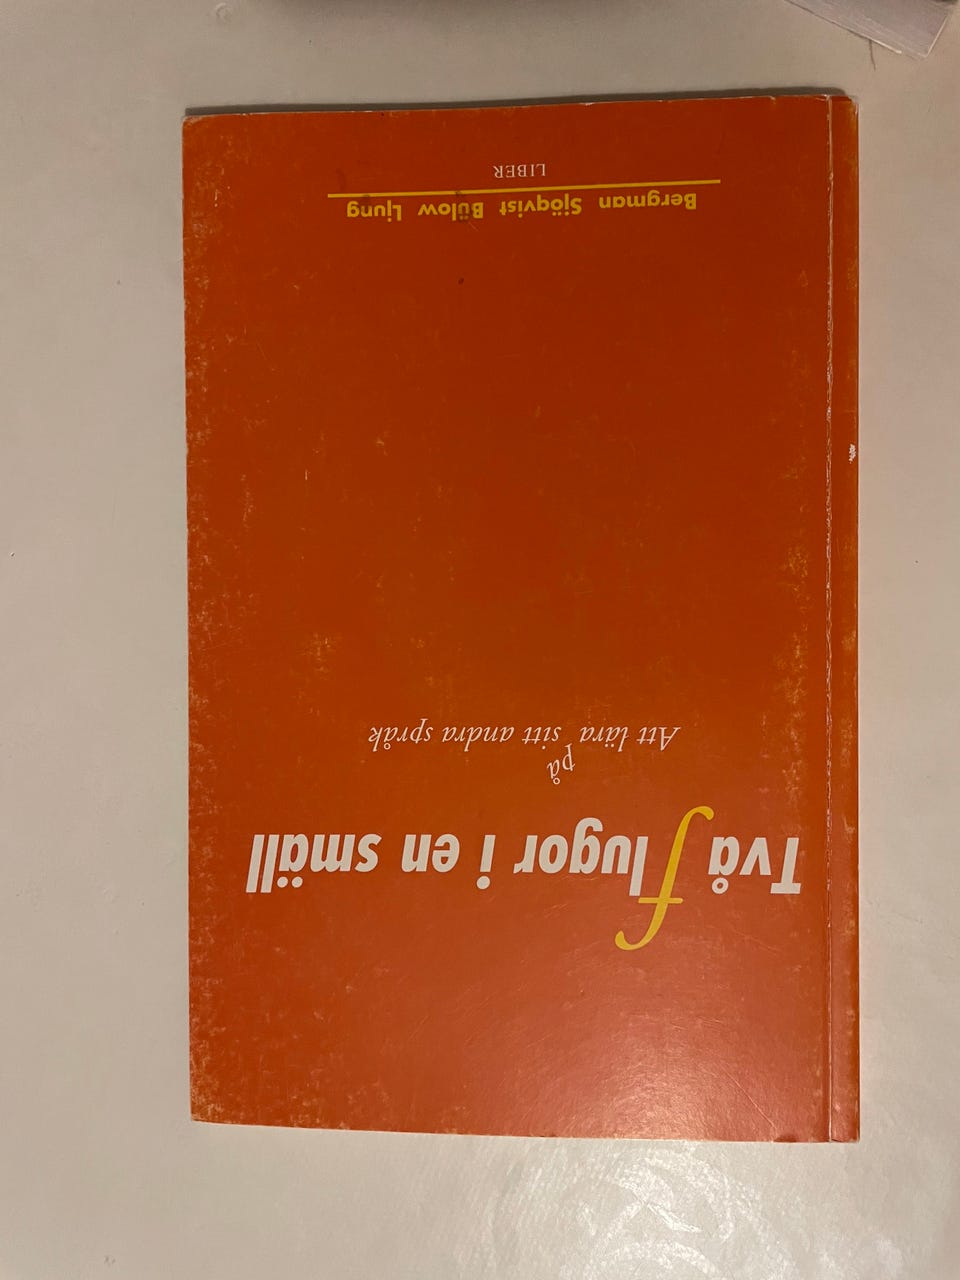 Två flugor i en smäll
på
Att lära sitt andra språk
Bergman Sjöqvist Bülow Ljung
LIBER